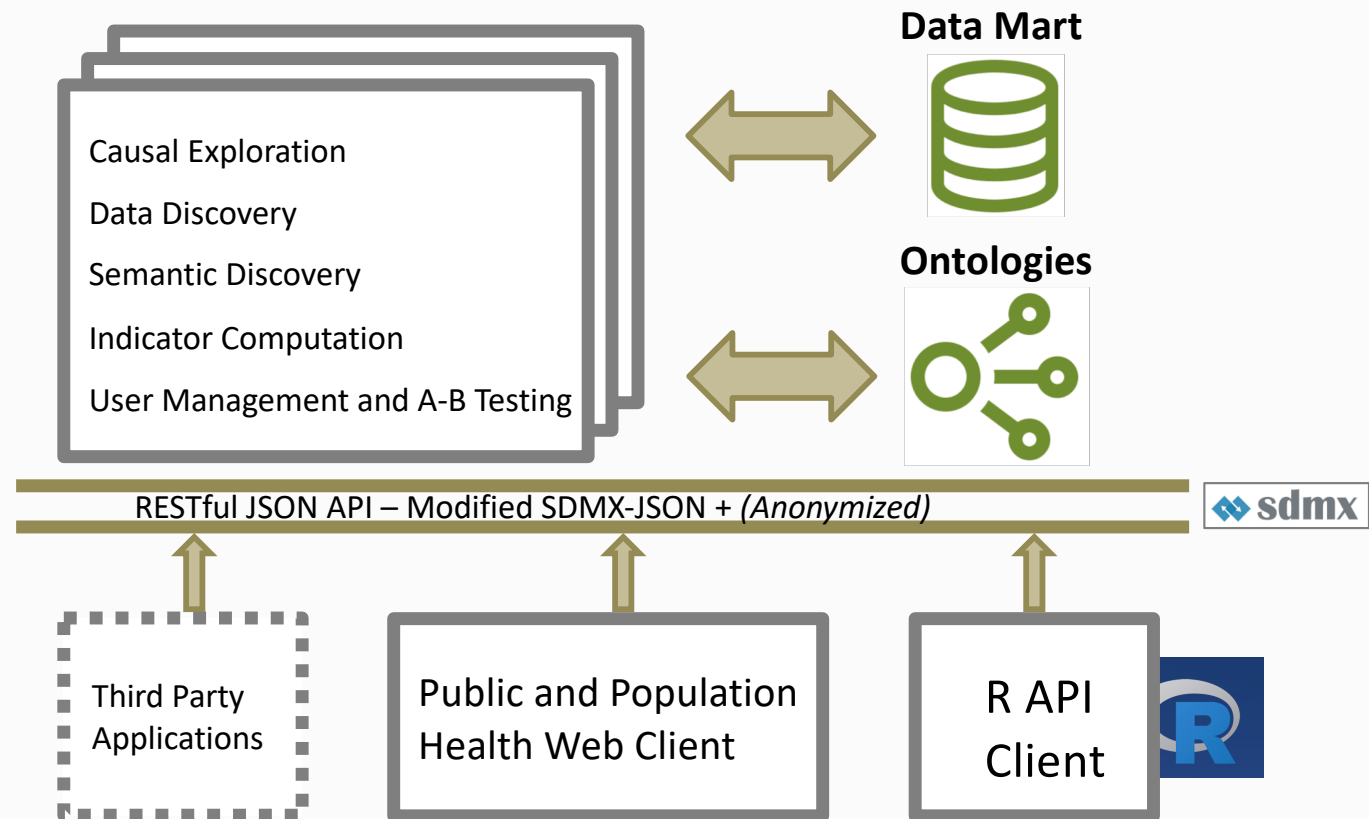 Data Mart
Causal Exploration
Data Discovery
Semantic Discovery
Indicator Computation
User Management and A-B Testing
Ontologies
RESTful JSON API – Modified SDMX-JSON + (Anonymized)
sdmx
Third Party
Applications
Public and Population
Health Web Client
R API
Client
R